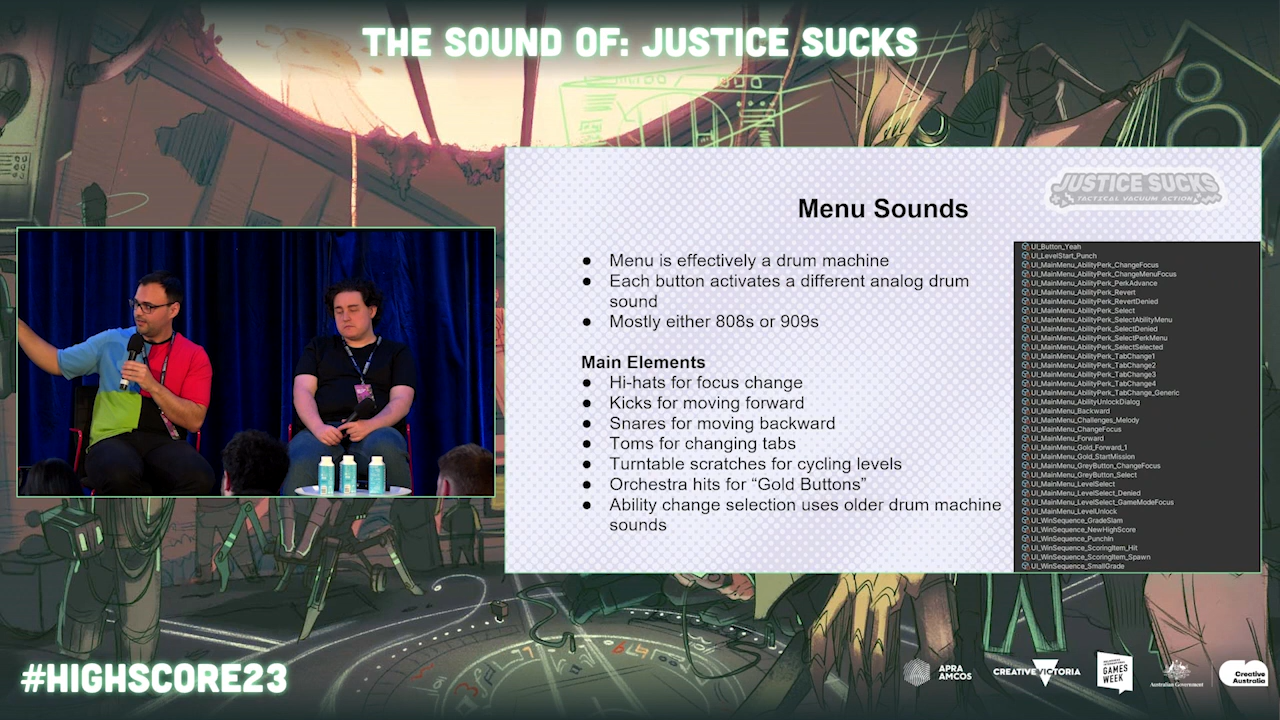 THE SOUND OF: JUSTICE SUCKS
JUSTICE SUCKS
TACTICAL VACUUM ACTION
Menu Sounds
● Menu is effectively a drum machine
● Each button activates a different analog drum
sound
● Mostly either 808s or 909s
Main Elements
● Hi-hats for focus change
● Kicks for moving forward
● Snares for moving backward
● Toms for changing tabs
● Turntable scratches for cycling levels
● Orchestra hits for “Gold Buttons”
● Ability change selection uses older drum machine
sounds
UI_Button_Yeah
UI_LevelStart_Punch
UI_MainMenu_AbilityPerk_ChangeFocus
UI_MainMenu_AbilityPerk_ChangeMenuFocus
UI_MainMenu_AbilityPerk_PerkAdvance
UI_MainMenu_AbilityPerk_Revert
UI_MainMenu_AbilityPerk_RevertDenied
UI_MainMenu_AbilityPerk_Select
UI_MainMenu_AbilityPerk_SelectAbilityMenu
UI_MainMenu_AbilityPerk_SelectDenied
UI_MainMenu_AbilityPerk_SelectPerkMenu
UI_MainMenu_AbilityPerk_SelectSelected
UI_MainMenu_AbilityPerk_TabChange1
UI_MainMenu_AbilityPerk_TabChange2
UI_MainMenu_AbilityPerk_TabChange3
UI_MainMenu_AbilityPerk_TabChange4
UI_MainMenu_AbilityPerk_TabChange_Generic
UI_MainMenu_AbilityUnlockDialog
UI_MainMenu_Backward
UI_MainMenu_Challenges_Melody
UI_MainMenu_ChangeFocus
UI_MainMenu_Forward
UI_MainMenu_Gold_Forward_1
UI_MainMenu_Gold_StartMission
UI_MainMenu_GreyButton_ChangeFocus
UI_MainMenu_GreyButton_Select
UI_MainMenu_LevelSelect
UI_MainMenu_LevelSelect_Denied
UI_MainMenu_LevelSelect_GameModeFocus
UI_MainMenu_LevelUnlock
UI_WinSequence_GradeSlam
UI_WinSequence_NewHighScore
UI_WinSequence_PunchIn
UI_WinSequence_ScoringItem_Hit
UI_WinSequence_ScoringItem_Spawn
UI_WinSequence_SmallGrade
#HIGHSCORE23
APRA
AMCOS
CREATIVE VICTORIA
GAMES
WEEK
Australian Government
Creative
Australia